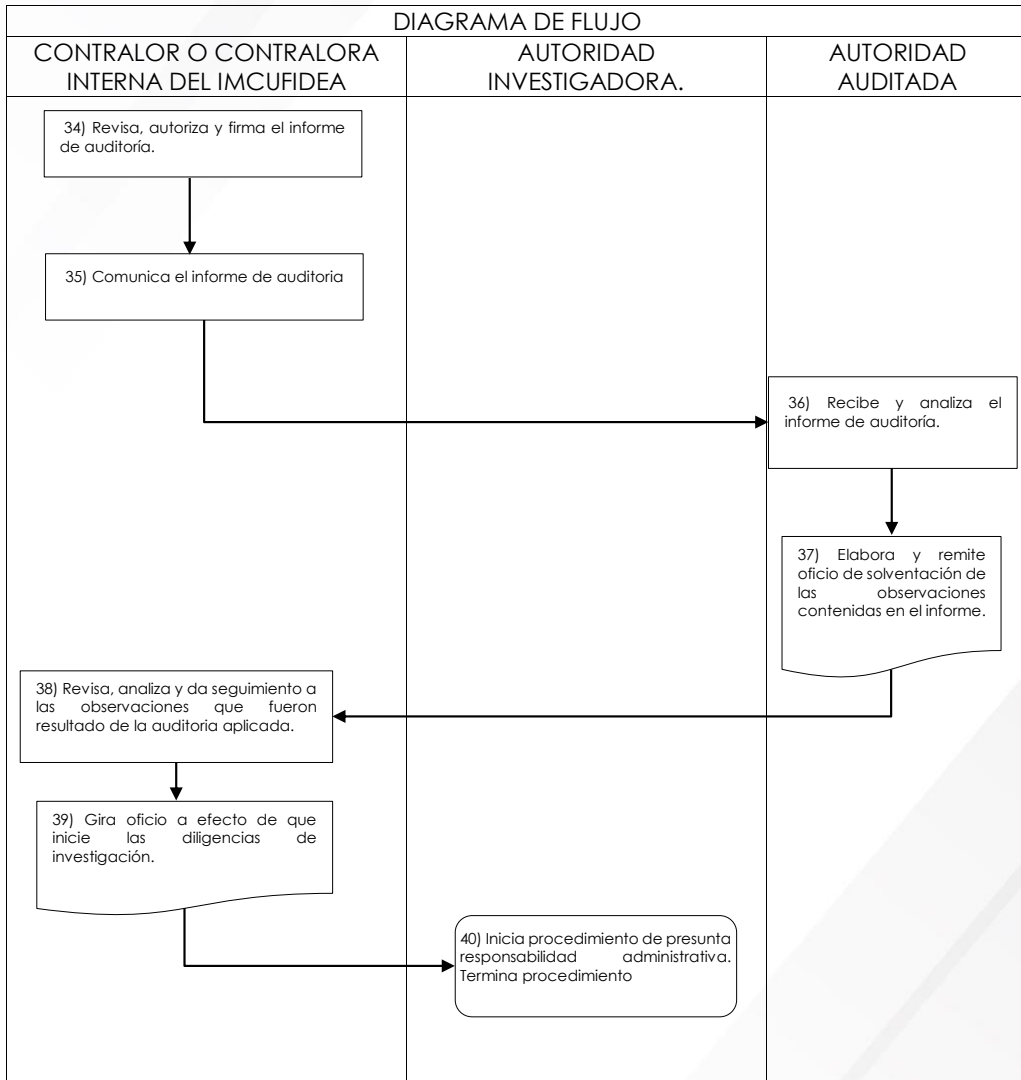 DIAGRAMA DE FLUJO
CONTRALOR O CONTRALORA
INTERNA DEL IMCUFIDEA
AUTORIDAD
INVESTIGADORA.
AUTORIDAD
AUDITADA
34) Revisa, autoriza y firma el informe
de auditoría.
35) Comunica el informe de auditoria
36) Recibe y analiza el
informe de auditoría.
37) Elabora y remite
oficio de solventación de
las observaciones
contenidas en el informe.
38) Revisa, analiza y da seguimiento a
las observaciones que fueron
resultado de la auditoria aplicada.
39) Gira oficio a efecto de que
inicie las diligencias de
investigación.
40) Inicia procedimiento de presunta
responsabilidad administrativa.
Termina procedimiento